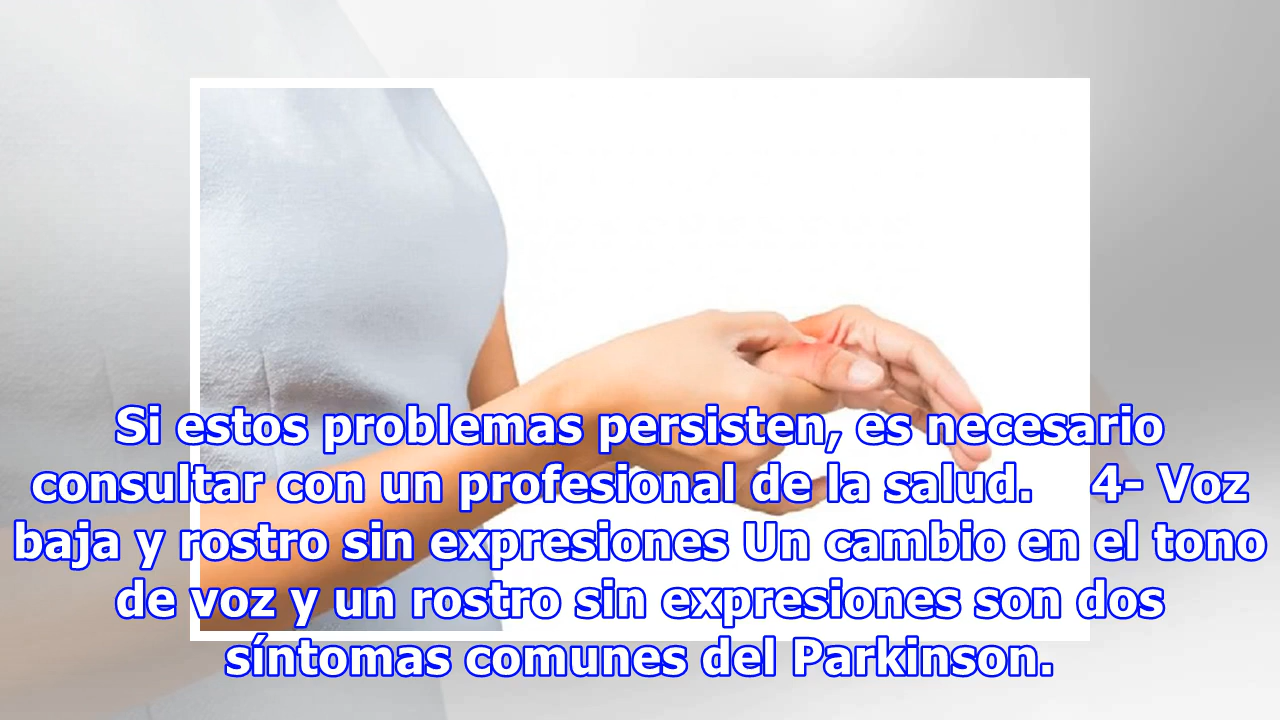 Si estos problemas persisten, es necesario
consultar con un profesional de la salud. 4- Voz
baja y rostro sin expresiones Un cambio en el tono
de voz y un rostro sin expresiones son dos
síntomas comunes del Parkinson.